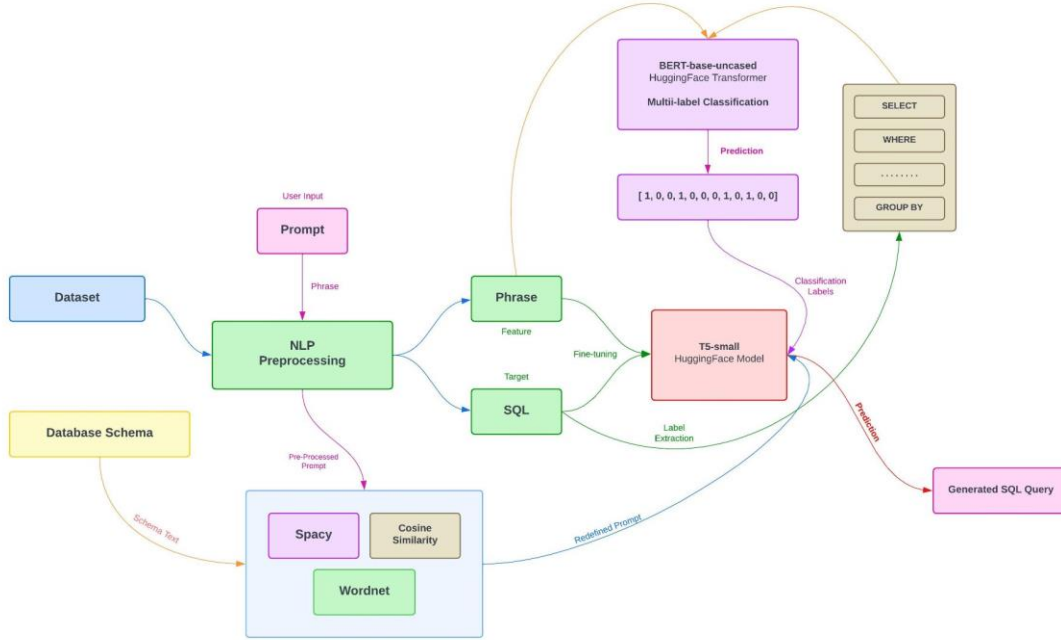 BERT-base-uncased
HuggingFace Transformer
Multii-label Classification
SELECT
WHERE
........
GROUP BY
Prediction
[ 1, 0, 0, 1, 0, 0, 0, 1, 0, 1, 0, 0]
User Input
Prompt
Phrase
Classification
Labels
Dataset
NLP
Preprocessing
Phrase
Feature
Fine-tuning
T5-small
HuggingFace Model
Target
SQL
Label
Extraction
Prediction
Database Schema
Pre-Processed
Prompt
Schema Text
Spacy
Cosine
Similarity
Wordnet
Redefined Prompt
Generated SQL Query